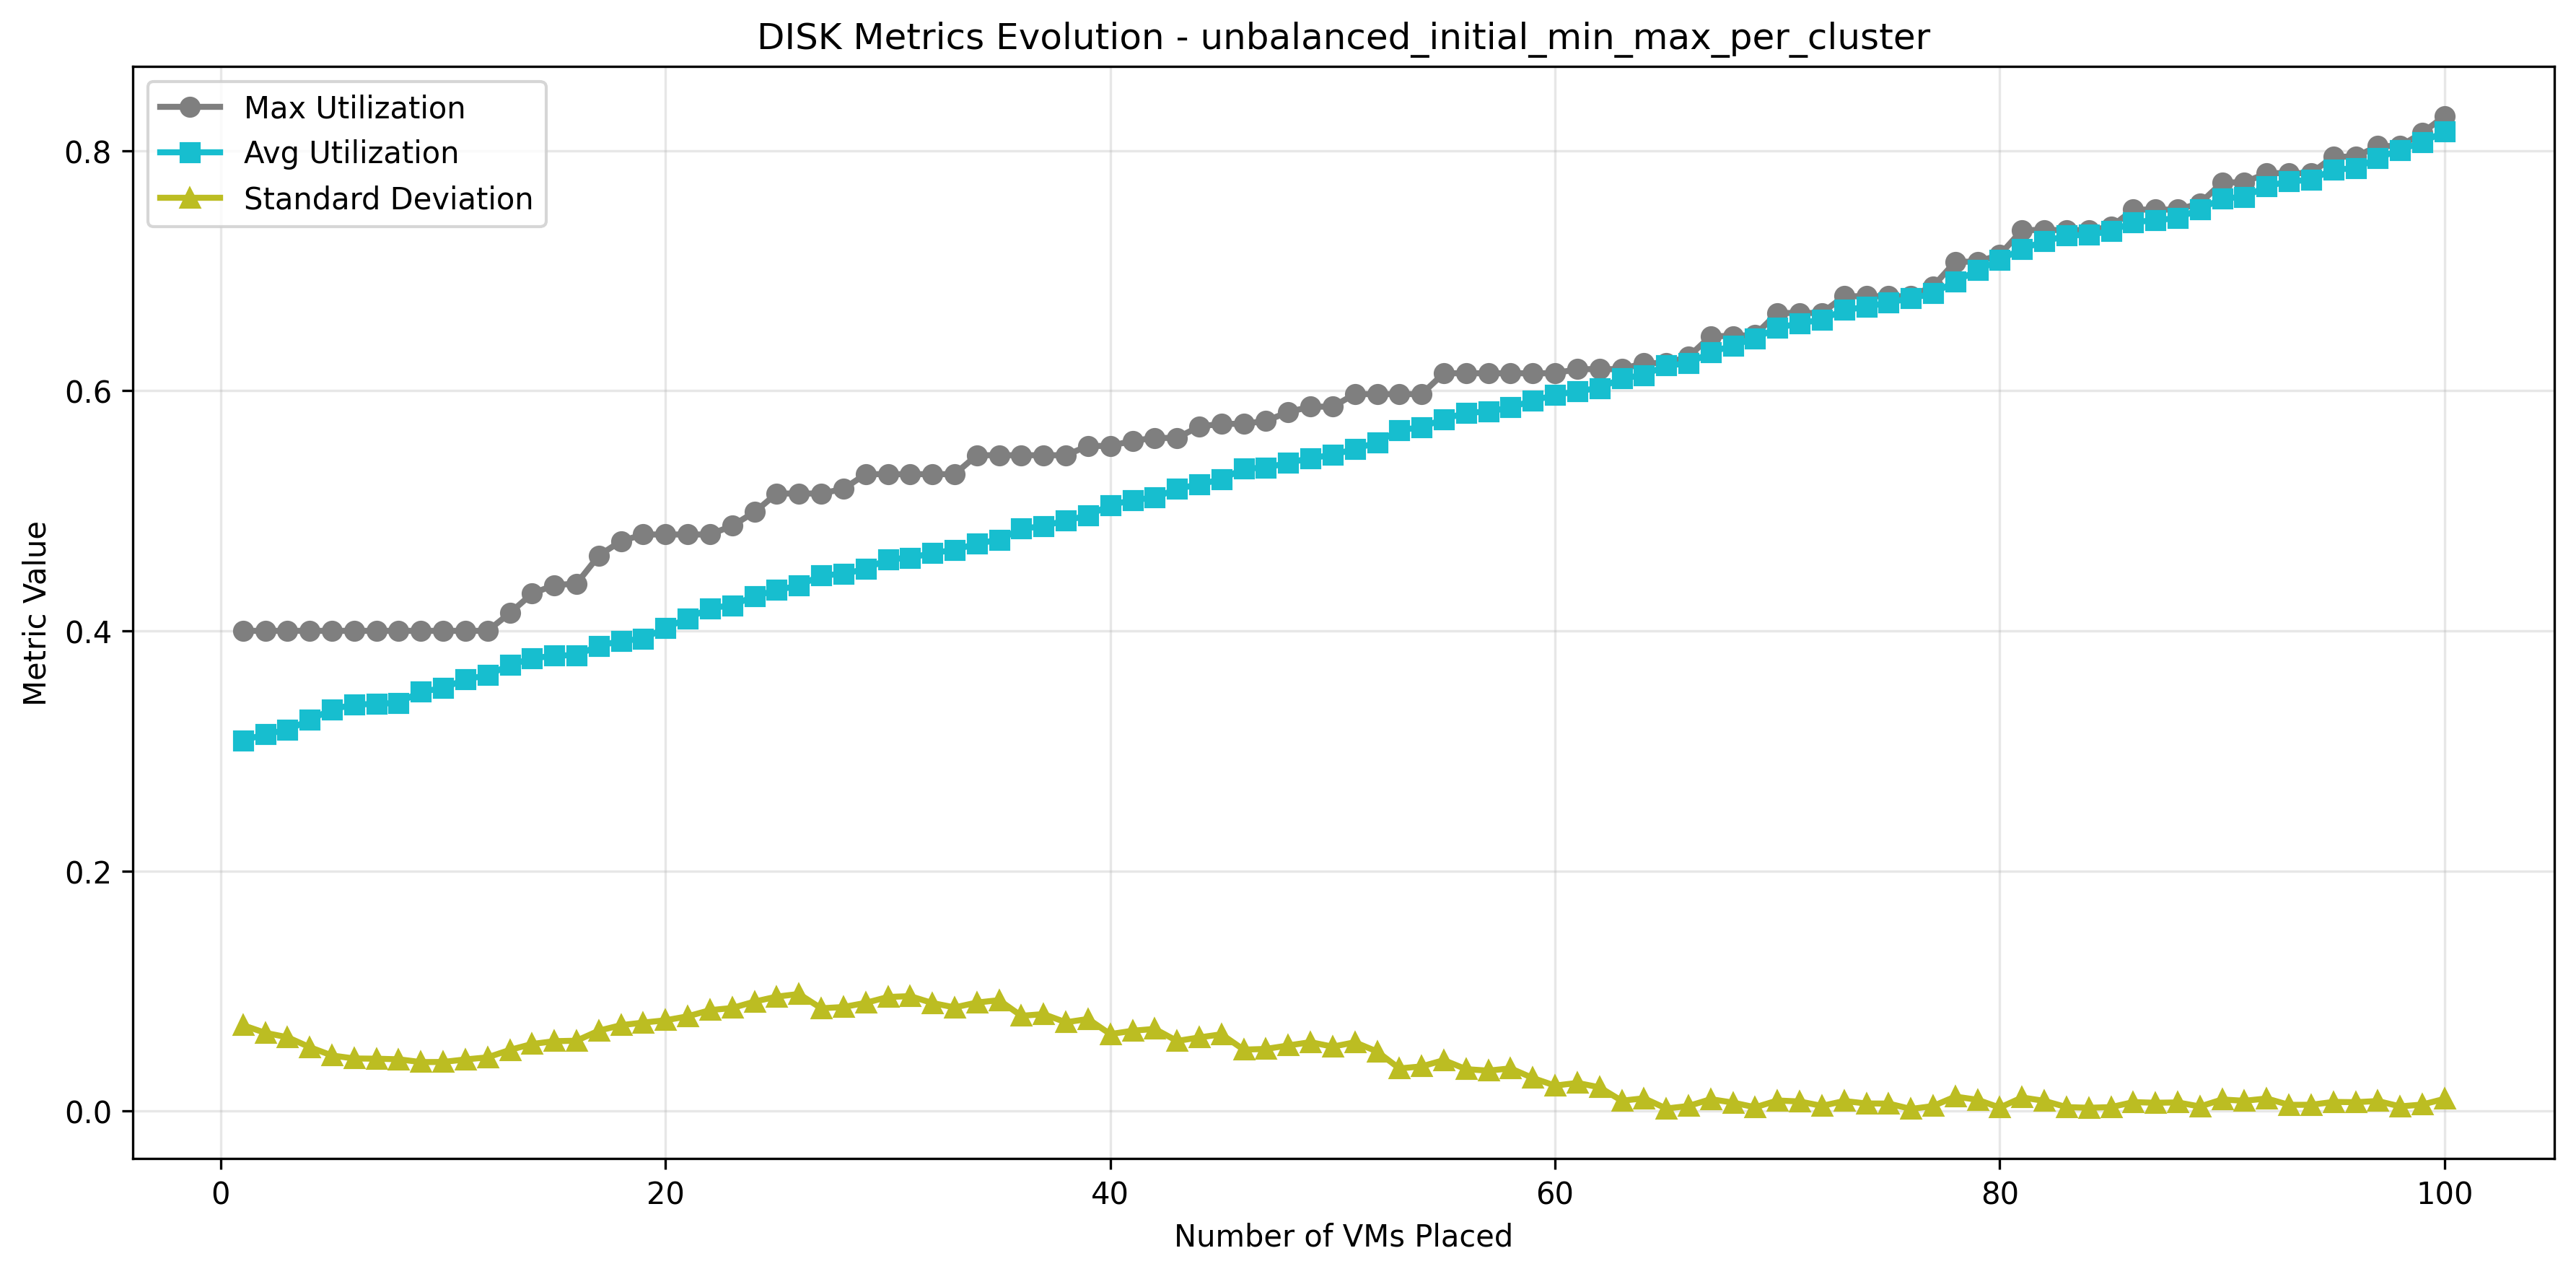 DISK Metrics Evolution - unbalanced_initial_min_max_per_cluster
Max Utilization
Avg Utilization
Standard Deviation
Metric Value
0.8
0.6
0.4
0.2
0.0
0 20 40 60 80 100
Number of VMs Placed